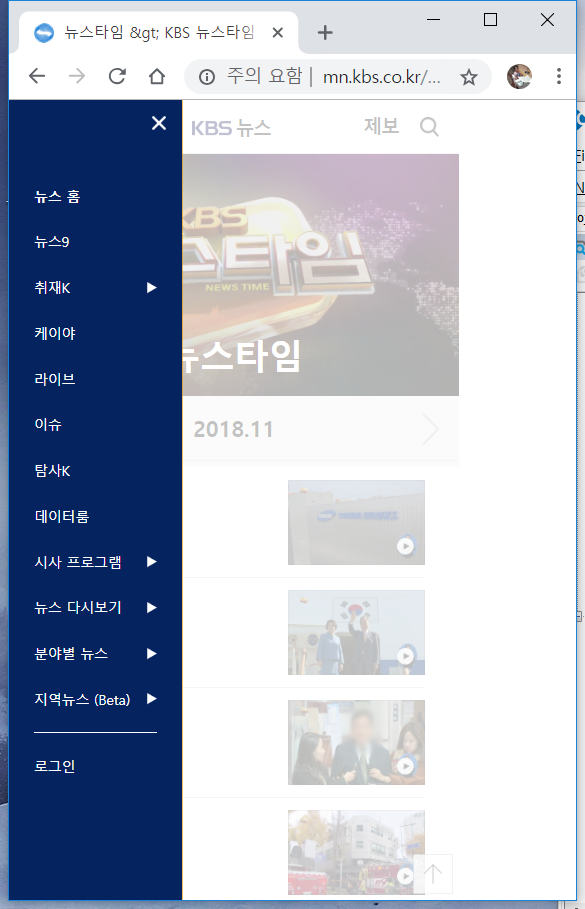 뉴스타임 &gt; KBS 뉴스타임
주의 요함 | mn.kbs.co.kr/...
KBS 뉴스
제보
뉴스 홈
뉴스9
취재K
케이야
라이브
이슈
탐사K
데이터룸
시사 프로그램
뉴스 다시보기
분야별 뉴스
지역뉴스 (Beta)
로그인
KBS
스타임
NEWS TIME
뉴스타임
2018.11